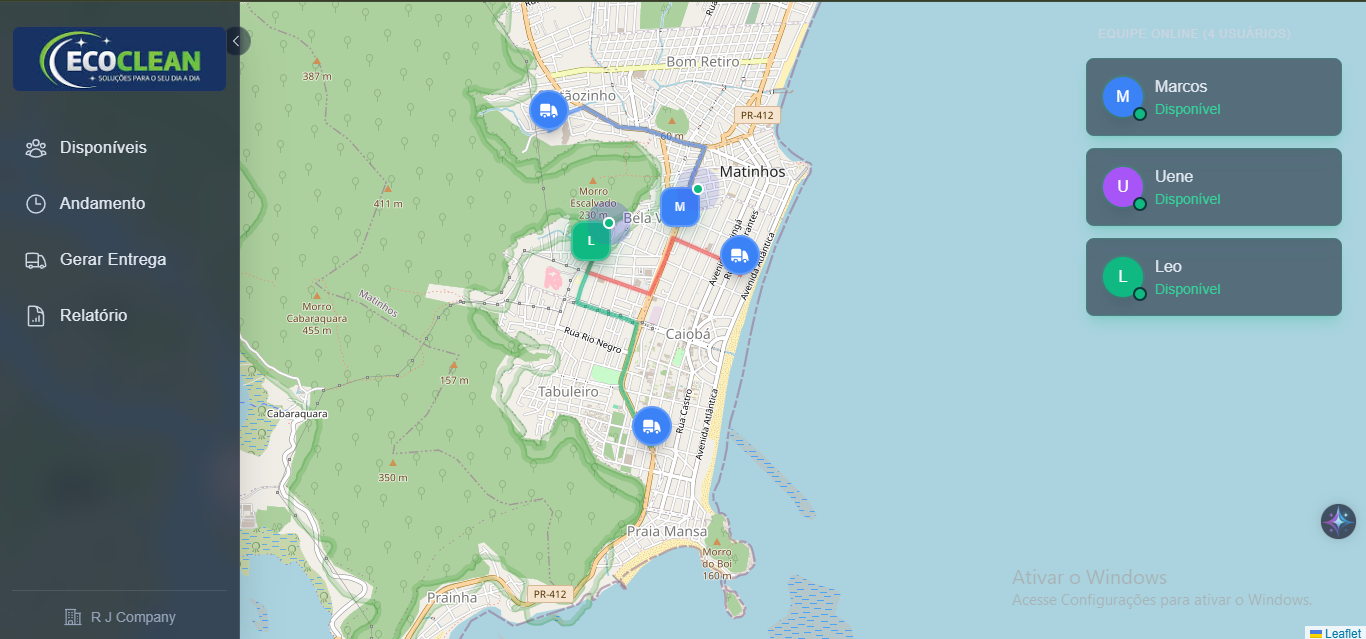 ECOCLEAN
SOLUÇÕES PARA O SEU DIA A DIA
Disponíveis
Andamento
Gerar Entrega
Relatório
R J Company
EQUIPE ONLINE (4 USUÁRIOS)
M
Marcos
Disponível
U
Uene
Disponível
L
Leo
Disponível
387 m
Bom Retiro
PR-412
60 m
Matinhos
411 m
Morro
Escalvado
230 m
Bela V
M
L
Matinhos
Morro
Cabaraquara
455 m
Rua Rio Negro
Caiobá
Avenida Atlântica
157 m
Tabuleiro
Rua Castro
Avenida Atlântica
Cabaraquara
350 m
Praia Mansa
Morro
do Boi
160 m
Prainha
PR-412
Ativar o Windows
Acesse Configurações para ativar o Windows.
Leaflet